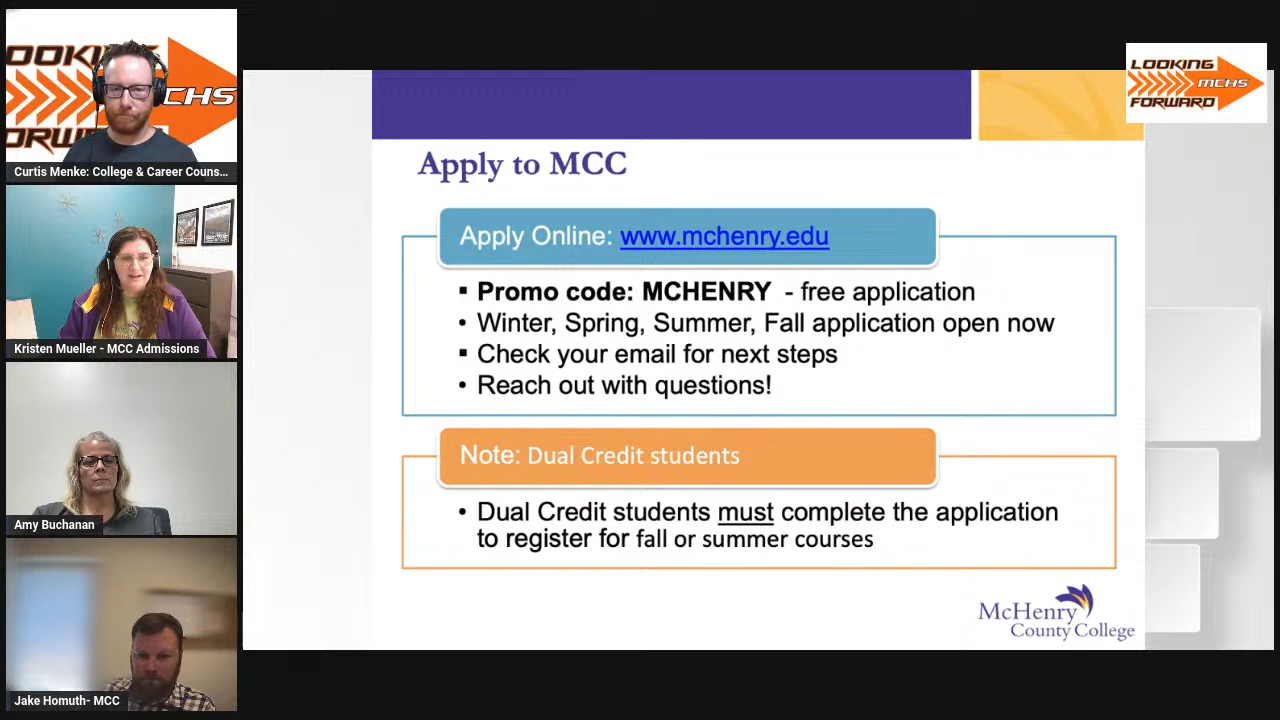 OOKIN
MCHS
ORW
Curtis Menke: College & Career Couns...
Kristen Mueller - MCC Admissions
Amy Buchanan
Jake Homuth- MCC
Apply to MCC
Apply Online: www.mchenry.edu
▪ Promo code: MCHENRY - free application
• Winter, Spring, Summer, Fall application open now
▪ Check your email for next steps
• Reach out with questions!
Note: Dual Credit students
• Dual Credit students must complete the application
to register for fall or summer courses
McHenry
County College
LOOKING
MCHS
FORWARD